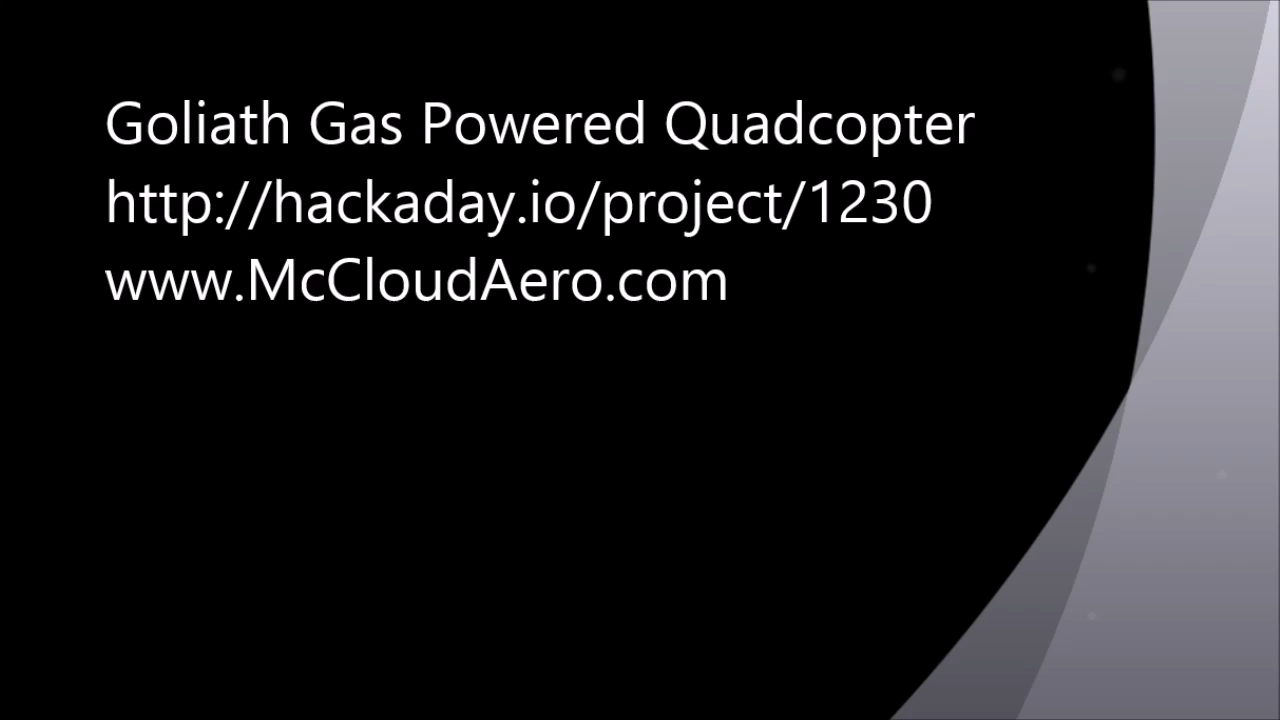 Goliath Gas Powered Quadcopter
http://hackaday.io/project/1230
www.McCloudAero.com